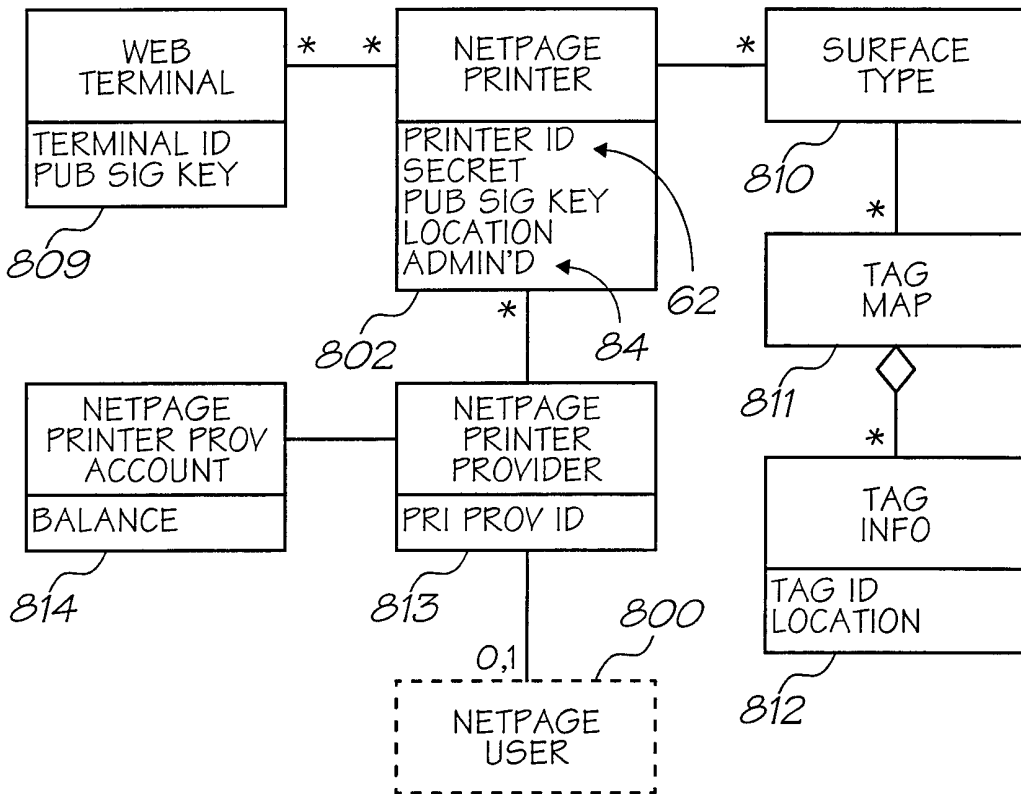 WEB
TERMINAL
TERMINAL ID
PUB SIG KEY
809
*
*
NETPAGE
PRINTER
PRINTER ID
SECRET
PUB SIG KEY
LOCATION
ADMIN'D
802
62
84
*
*
SURFACE
TYPE
810
*
TAG
MAP
811
*
TAG
INFO
TAG ID
LOCATION
812
NETPAGE
PRINTER PROV
ACCOUNT
BALANCE
814
NETPAGE
PRINTER
PROVIDER
PRI PROV ID
813
0,1
800
NETPAGE
USER